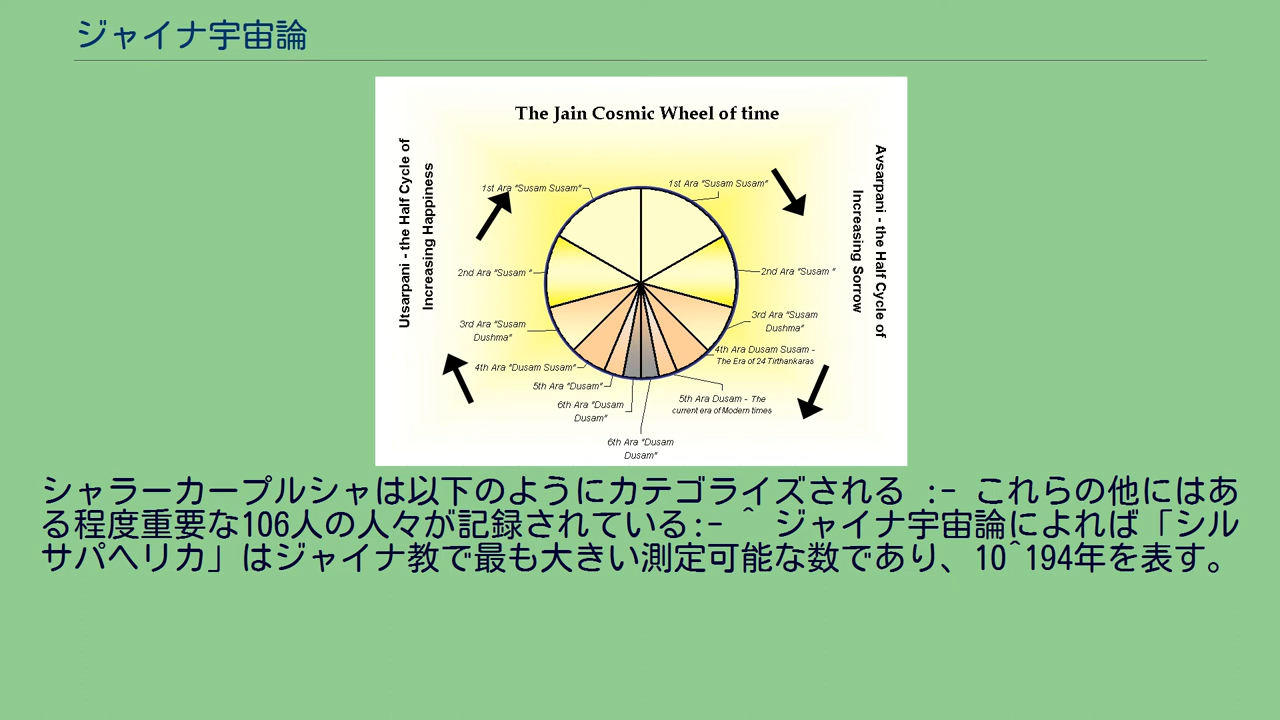 ジャイナ宇宙論
The Jain Cosmic Wheel of time
Utsarpani - the Half Cycle of
Increasing Happiness
Avsarpani - the Half Cycle of
Increasing Sorrow
1st Ara "Susam Susam"
1st Ara "Susam Susam"
2nd Ara "Susam "
2nd Ara "Susam "
3rd Ara "Susam
Dushma"
3rd Ara "Susam
Dushma"
4th Ara "Dusam Susam"
4th Ara Dusam Susam -
The Era of 24 Tirthankaras
5th Ara "Dusam"
5th Ara Dusam - The
current era of Modern times
6th Ara "Dusam
Dusam"
6th Ara "Dusam
Dusam"
シャラーカープルシャは以下のようにカテゴライズされる :- これらの他にはあ
る程度重要な106人の人々が記録されている:- ^ ジャイナ宇宙論によれば「シル
サパヘリカ」はジャイナ教で最も大きい測定可能な数であり、10^194年を表す。